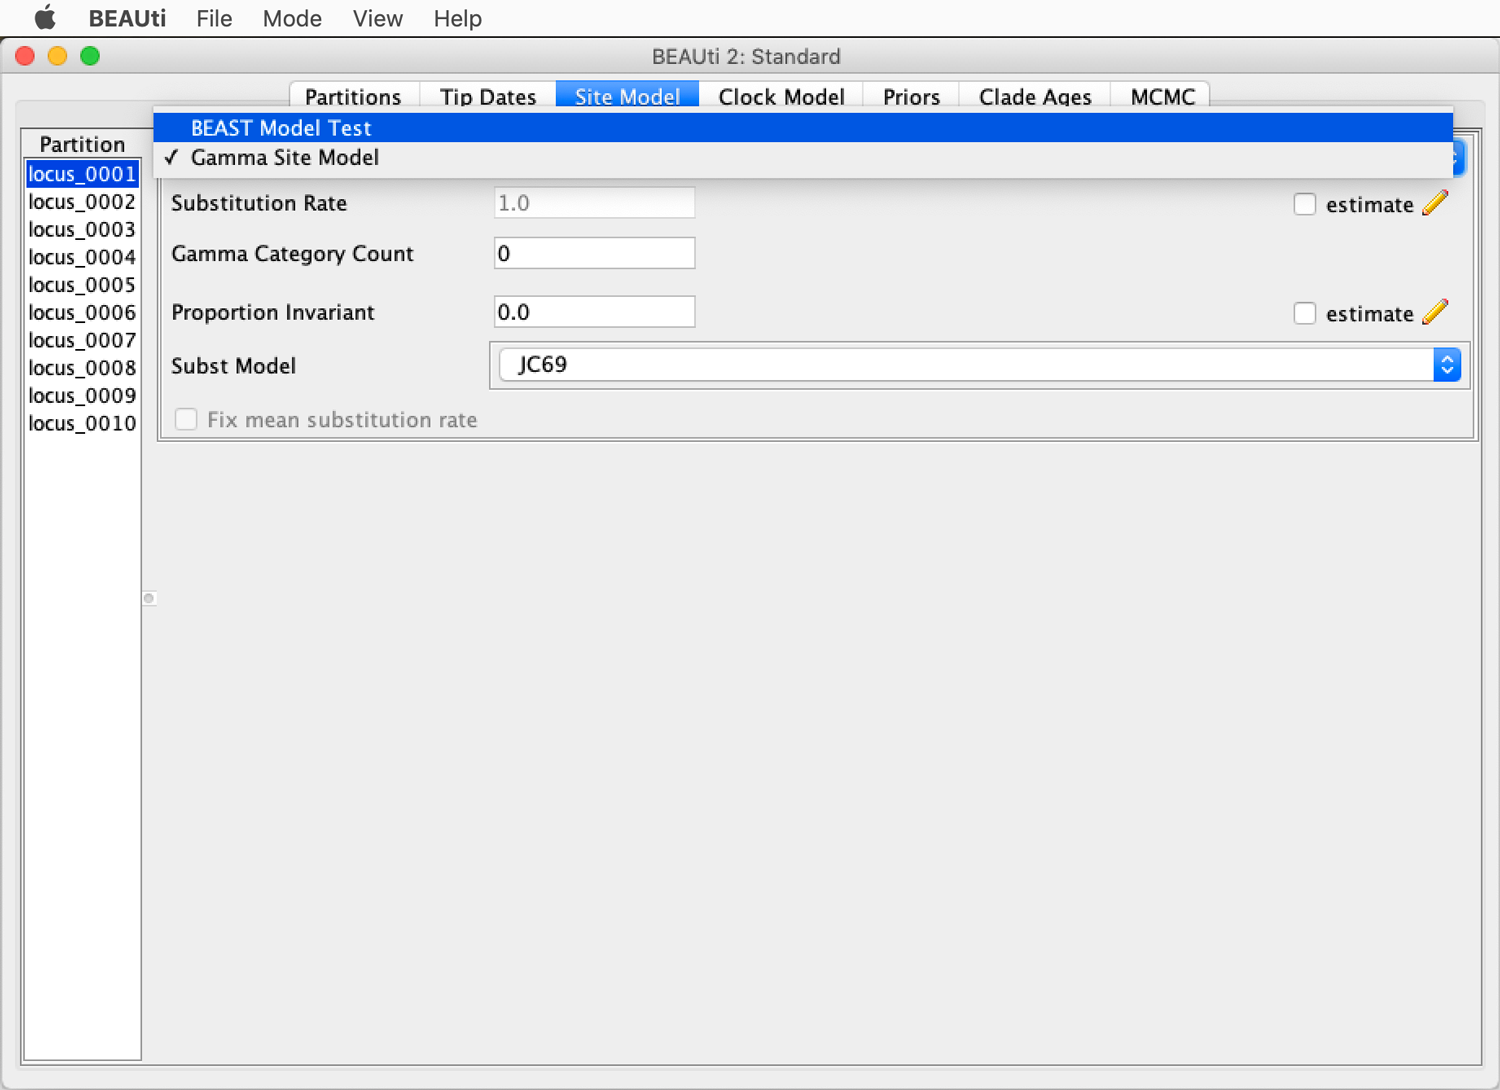 BEAUti File Mode View Help
BEAUti 2: Standard
Partitions Tip Dates Site Model Clock Model Priors Clade Ages MCMC
Partition
locus_0001
locus_0002
locus_0003
locus_0004
locus_0005
locus_0006
locus_0007
locus_0008
locus_0009
locus_0010
BEAST Model Test
✓ Gamma Site Model
Substitution Rate 1.0 estimate
Gamma Category Count 0
Proportion Invariant 0.0 estimate
Subst Model JC69
Fix mean substitution rate